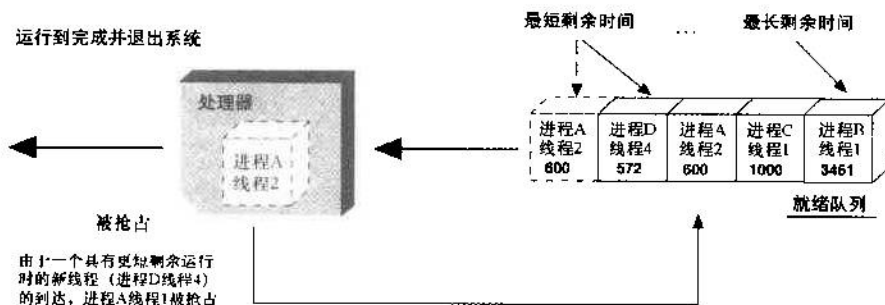 最短剩余时间
...
最长剩余时间
运行到完成并退出系统
处理器
进程A
线程2
进程A
线程2
600
进程D
线程4
572
进程A
线程2
600
进程C
线程1
1000
进程B
线程1
3461
就绪队列
被抢占
由于一个具有更短剩余运行
时的新线程（进程D线程4）
的到达，进程A线程1被抢占